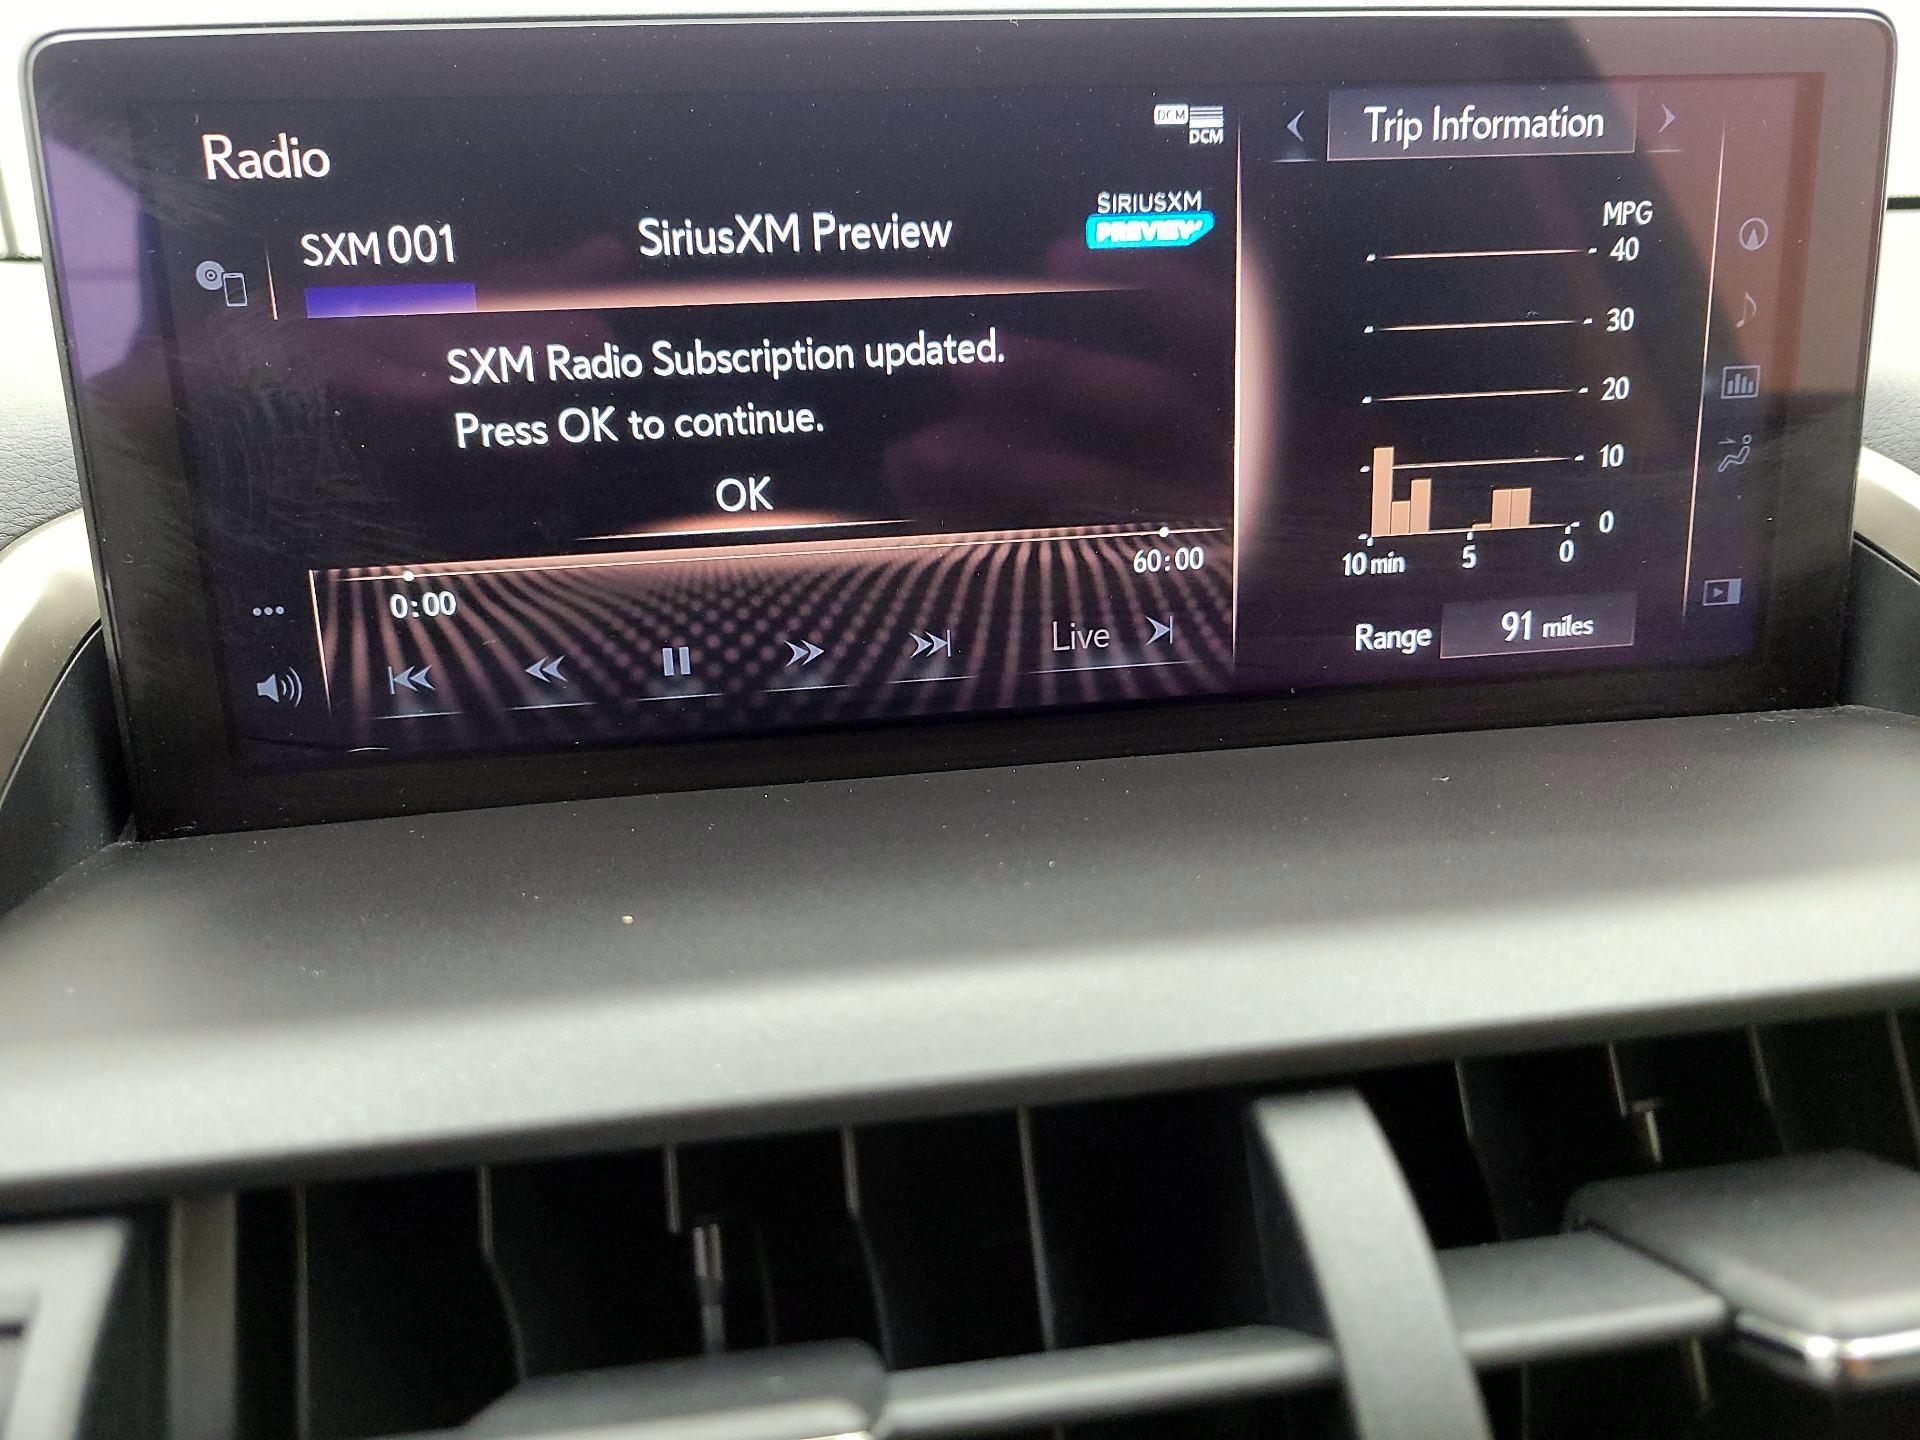 Radio
DCM
DCM
SXM 001
SiriusXM Preview
SIRIUSXM
PREVIEW
SXM Radio Subscription updated.
Press OK to continue.
OK
0:00
60:00
Live
Trip Information
MPG
40
30
20
10
0
10 min 5 0
Range 91 miles